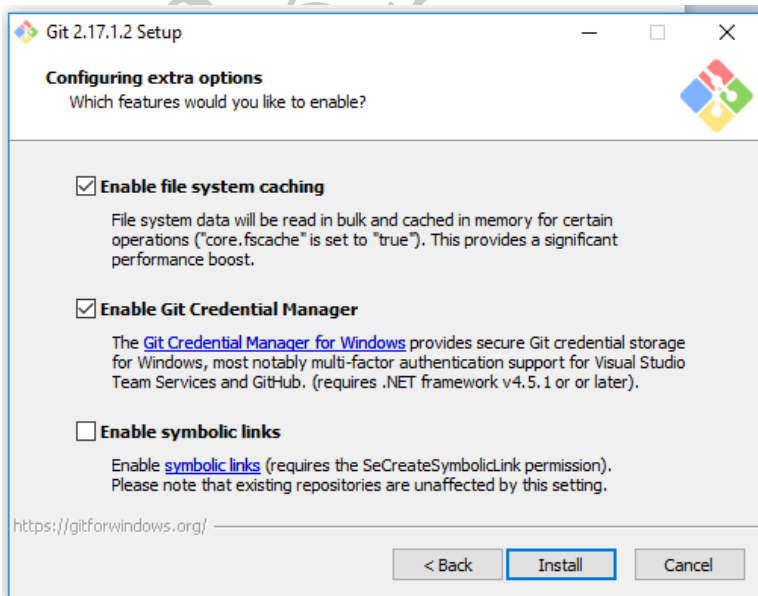 Git 2.17.1.2 Setup
Configuring extra options
Which features would you like to enable?
Enable file system caching
File system data will be read in bulk and cached in memory for certain
operations ("core.fscache" is set to "true"). This provides a significant
performance boost.
Enable Git Credential Manager
The Git Credential Manager for Windows provides secure Git credential storage
for Windows, most notably multi-factor authentication support for Visual Studio
Team Services and GitHub. (requires .NET framework v4.5.1 or or later).
Enable symbolic links
Enable symbolic links (requires the SeCreateSymbolicLink permission).
Please note that existing repositories are unaffected by this setting.
https://gitforwindows.org/
< Back Install Cancel